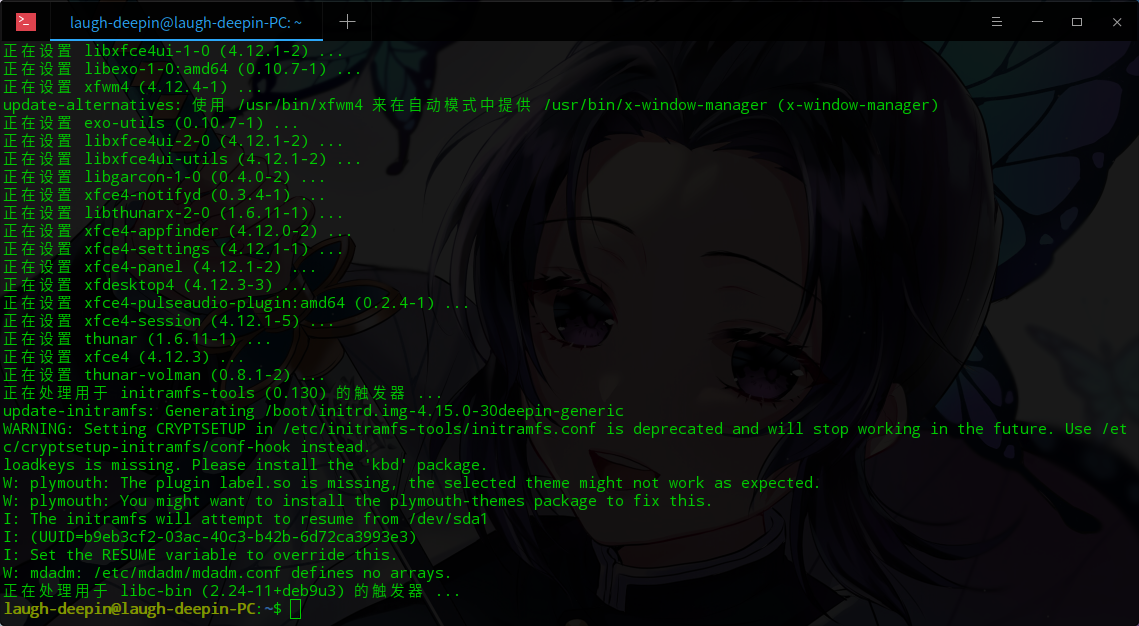 laugh-deepin@laugh-deepin-PC: ~
正在设置 libxfce4ui-1-0 (4.12.1-2) ...
正在设置 libexo-1-0:amd64 (0.10.7-1) ...
正在设置 xfwm4 (4.12.4-1) ...
update-alternatives: 使用 /usr/bin/xfwm4 来在自动模式中提供 /usr/bin/x-window-manager (x-window-manager)
正在设置 exo-utils (0.10.7-1) ...
正在设置 libxfce4ui-2-0 (4.12.1-2) ...
正在设置 libxfce4ui-utils (4.12.1-2) ...
正在设置 libgarcon-1-0 (0.4.0-2) ...
正在设置 xfce4-notifyd (0.3.4-1) ...
正在设置 libthunarx-2-0 (1.6.11-1) ...
正在设置 xfce4-appfinder (4.12.0-2) ...
正在设置 xfce4-settings (4.12.1-1) ...
正在设置 xfce4-panel (4.12.1-2) ...
正在设置 xfdesktop4 (4.12.3-3) ...
正在设置 xfce4-pulseaudio-plugin:amd64 (0.2.4-1) ...
正在设置 xfce4-session (4.12.1-5) ...
正在设置 thunar (1.6.11-1) ...
正在设置 xfce4 (4.12.3) ...
正在设置 thunar-volman (0.8.1-2) ...
正在处理用于 initramfs-tools (0.130) 的触发器 ...
update-initramfs: Generating /boot/initrd.img-4.15.0-30deepin-generic
WARNING: Setting CRYPTSETUP in /etc/initramfs-tools/initramfs.conf is deprecated and will stop working in the future. Use /et
c/cryptsetup-initramfs/conf-hook instead.
loadkeys is missing. Please install the 'kbd' package.
W: plymouth: The plugin label.so is missing, the selected theme might not work as expected.
W: plymouth: You might want to install the plymouth-themes package to fix this.
I: The initramfs will attempt to resume from /dev/sda1
I: (UUID=b9eb3cf2-03ac-40c3-b42b-6d72ca3993e3)
I: Set the RESUME variable to override this.
W: mdadm: /etc/mdadm/mdadm.conf defines no arrays.
正在处理用于 libc-bin (2.24-11+deb9u3) 的触发器 ...
laugh-deepin@laugh-deepin-PC:~$